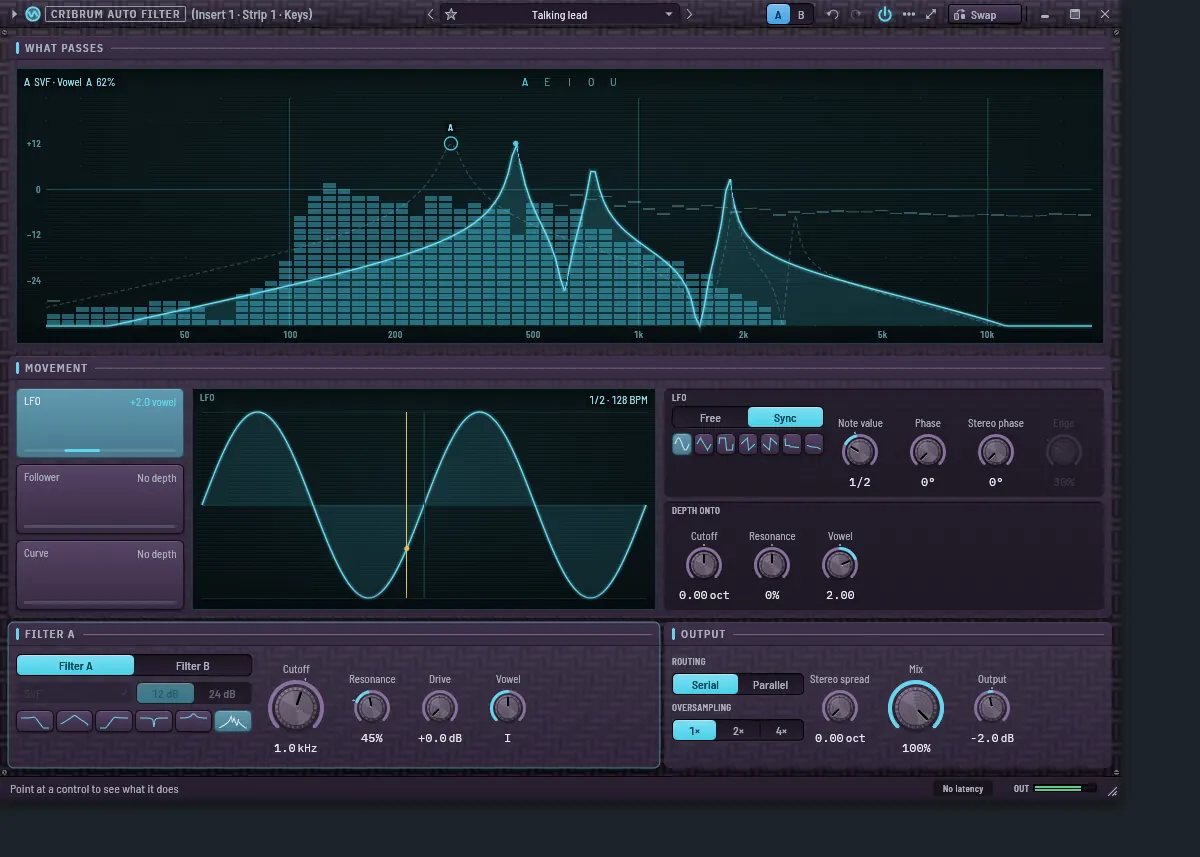 CRIBRUM AUTO FILTER (Insert 1 · Strip 1 · Keys) Talking lead A B Swap
WHAT PASSES
A SVF · Vowel A 62% A E I O U
A
+12
0
-12
-24
50 100 200 500 1k 2k 5k 10k
MOVEMENT
LFO +2.0 vowel
Follower No depth
Curve No depth
LFO 1/2 · 128 BPM
LFO
Free Sync
Note value Phase Stereo phase Edge
1/2 0° 0° 30%
DEPTH ONTO
Cutoff Resonance Vowel
0.00 oct 0% 2.00
FILTER A
Filter A Filter B
SVF 12 dB 24 dB
Cutoff Resonance Drive Vowel
1.0 kHz 45% +0.0 dB I
OUTPUT
ROUTING
Serial Parallel
OVERSAMPLING
1× 2× 4×
Stereo spread Mix Output
0.00 oct 100% -2.0 dB
Point at a control to see what it does No latency OUT